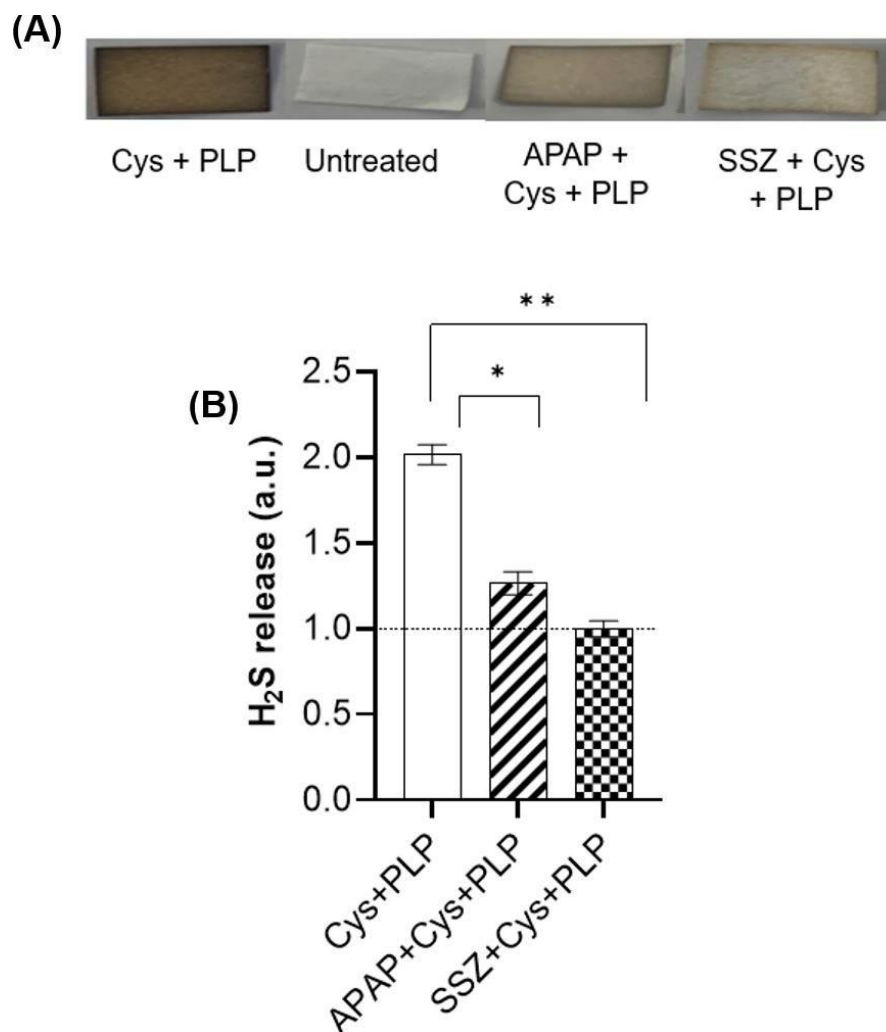 (A)
Cys + PLP
Untreated
APAP +
Cys + PLP
SSZ + Cys
+ PLP
(B)
**
*
H₂S release (a.u.)
2.5
2.0
1.5
1.0
0.5
0.0
Cys+PLP
APAP+Cys+PLP
SSZ+Cys+PLP